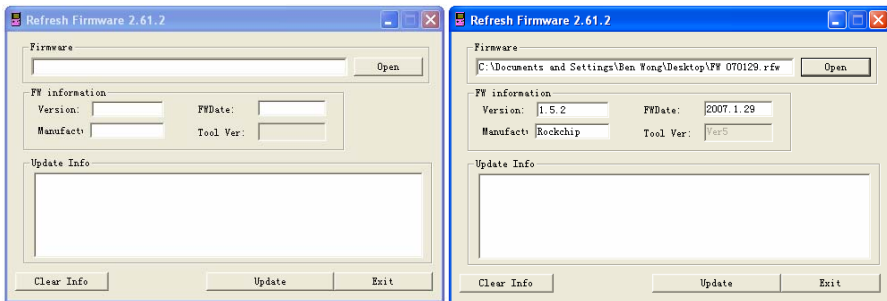 Refresh Firmware 2.61.2
Firmware
Open
FW information
Version:
FWDate:
Manufactu
Tool Ver:
Update Info
Clear Info
Update
Exit
Refresh Firmware 2.61.2
Firmware
C:\Documents and Settings\Ben Wong\Desktop\FW 070129.rfw
Open
FW information
Version: 1.5.2
FWDate: 2007.1.29
Manufactu Rockchip
Tool Ver: Ver5
Update Info
Clear Info
Update
Exit